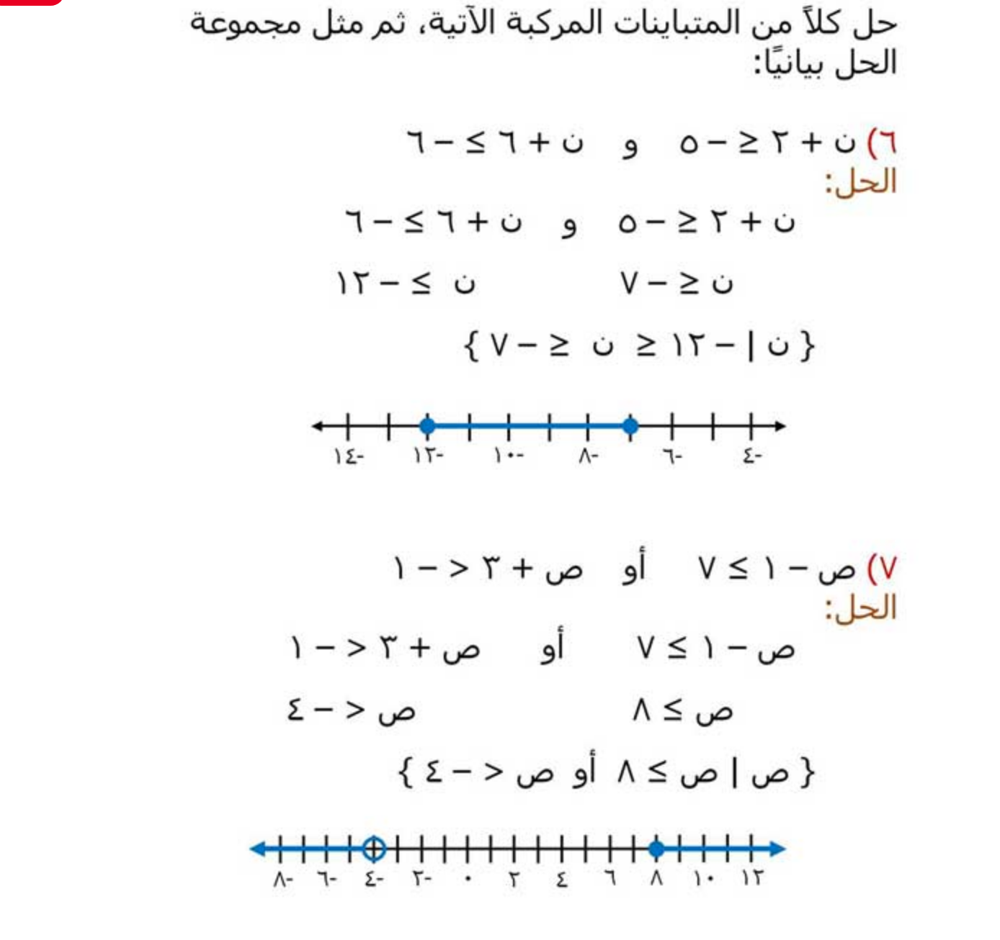 حل كلاً من المتباينات المركبة الآتية، ثم مثل مجموعة
الحل بيانيًا:
٦) ن + ٢ ≤ − ٥ و ن + ٦ ≥ − ٦
الحل:
ن + ٢ ≤ − ٥ و ن + ٦ ≥ − ٦
ن ≤ − ٧ ن ≥ − ١٢
{ ن | − ١٢ ≤ ن ≤ − ٧ }
-١٤ -١٢ -١٠ -٨ -٦ -٤
٧) ص − ١ ≥ ٧ أو ص + ٣ < − ١
الحل:
ص − ١ ≥ ٧ أو ص + ٣ < − ١
ص ≥ ٨ ص < − ٤
{ ص | ص ≥ ٨ أو ص < − ٤ }
-٨ -٦ -٤ -٢ ٠ ٢ ٤ ٦ ٨ ١٠ ١٢